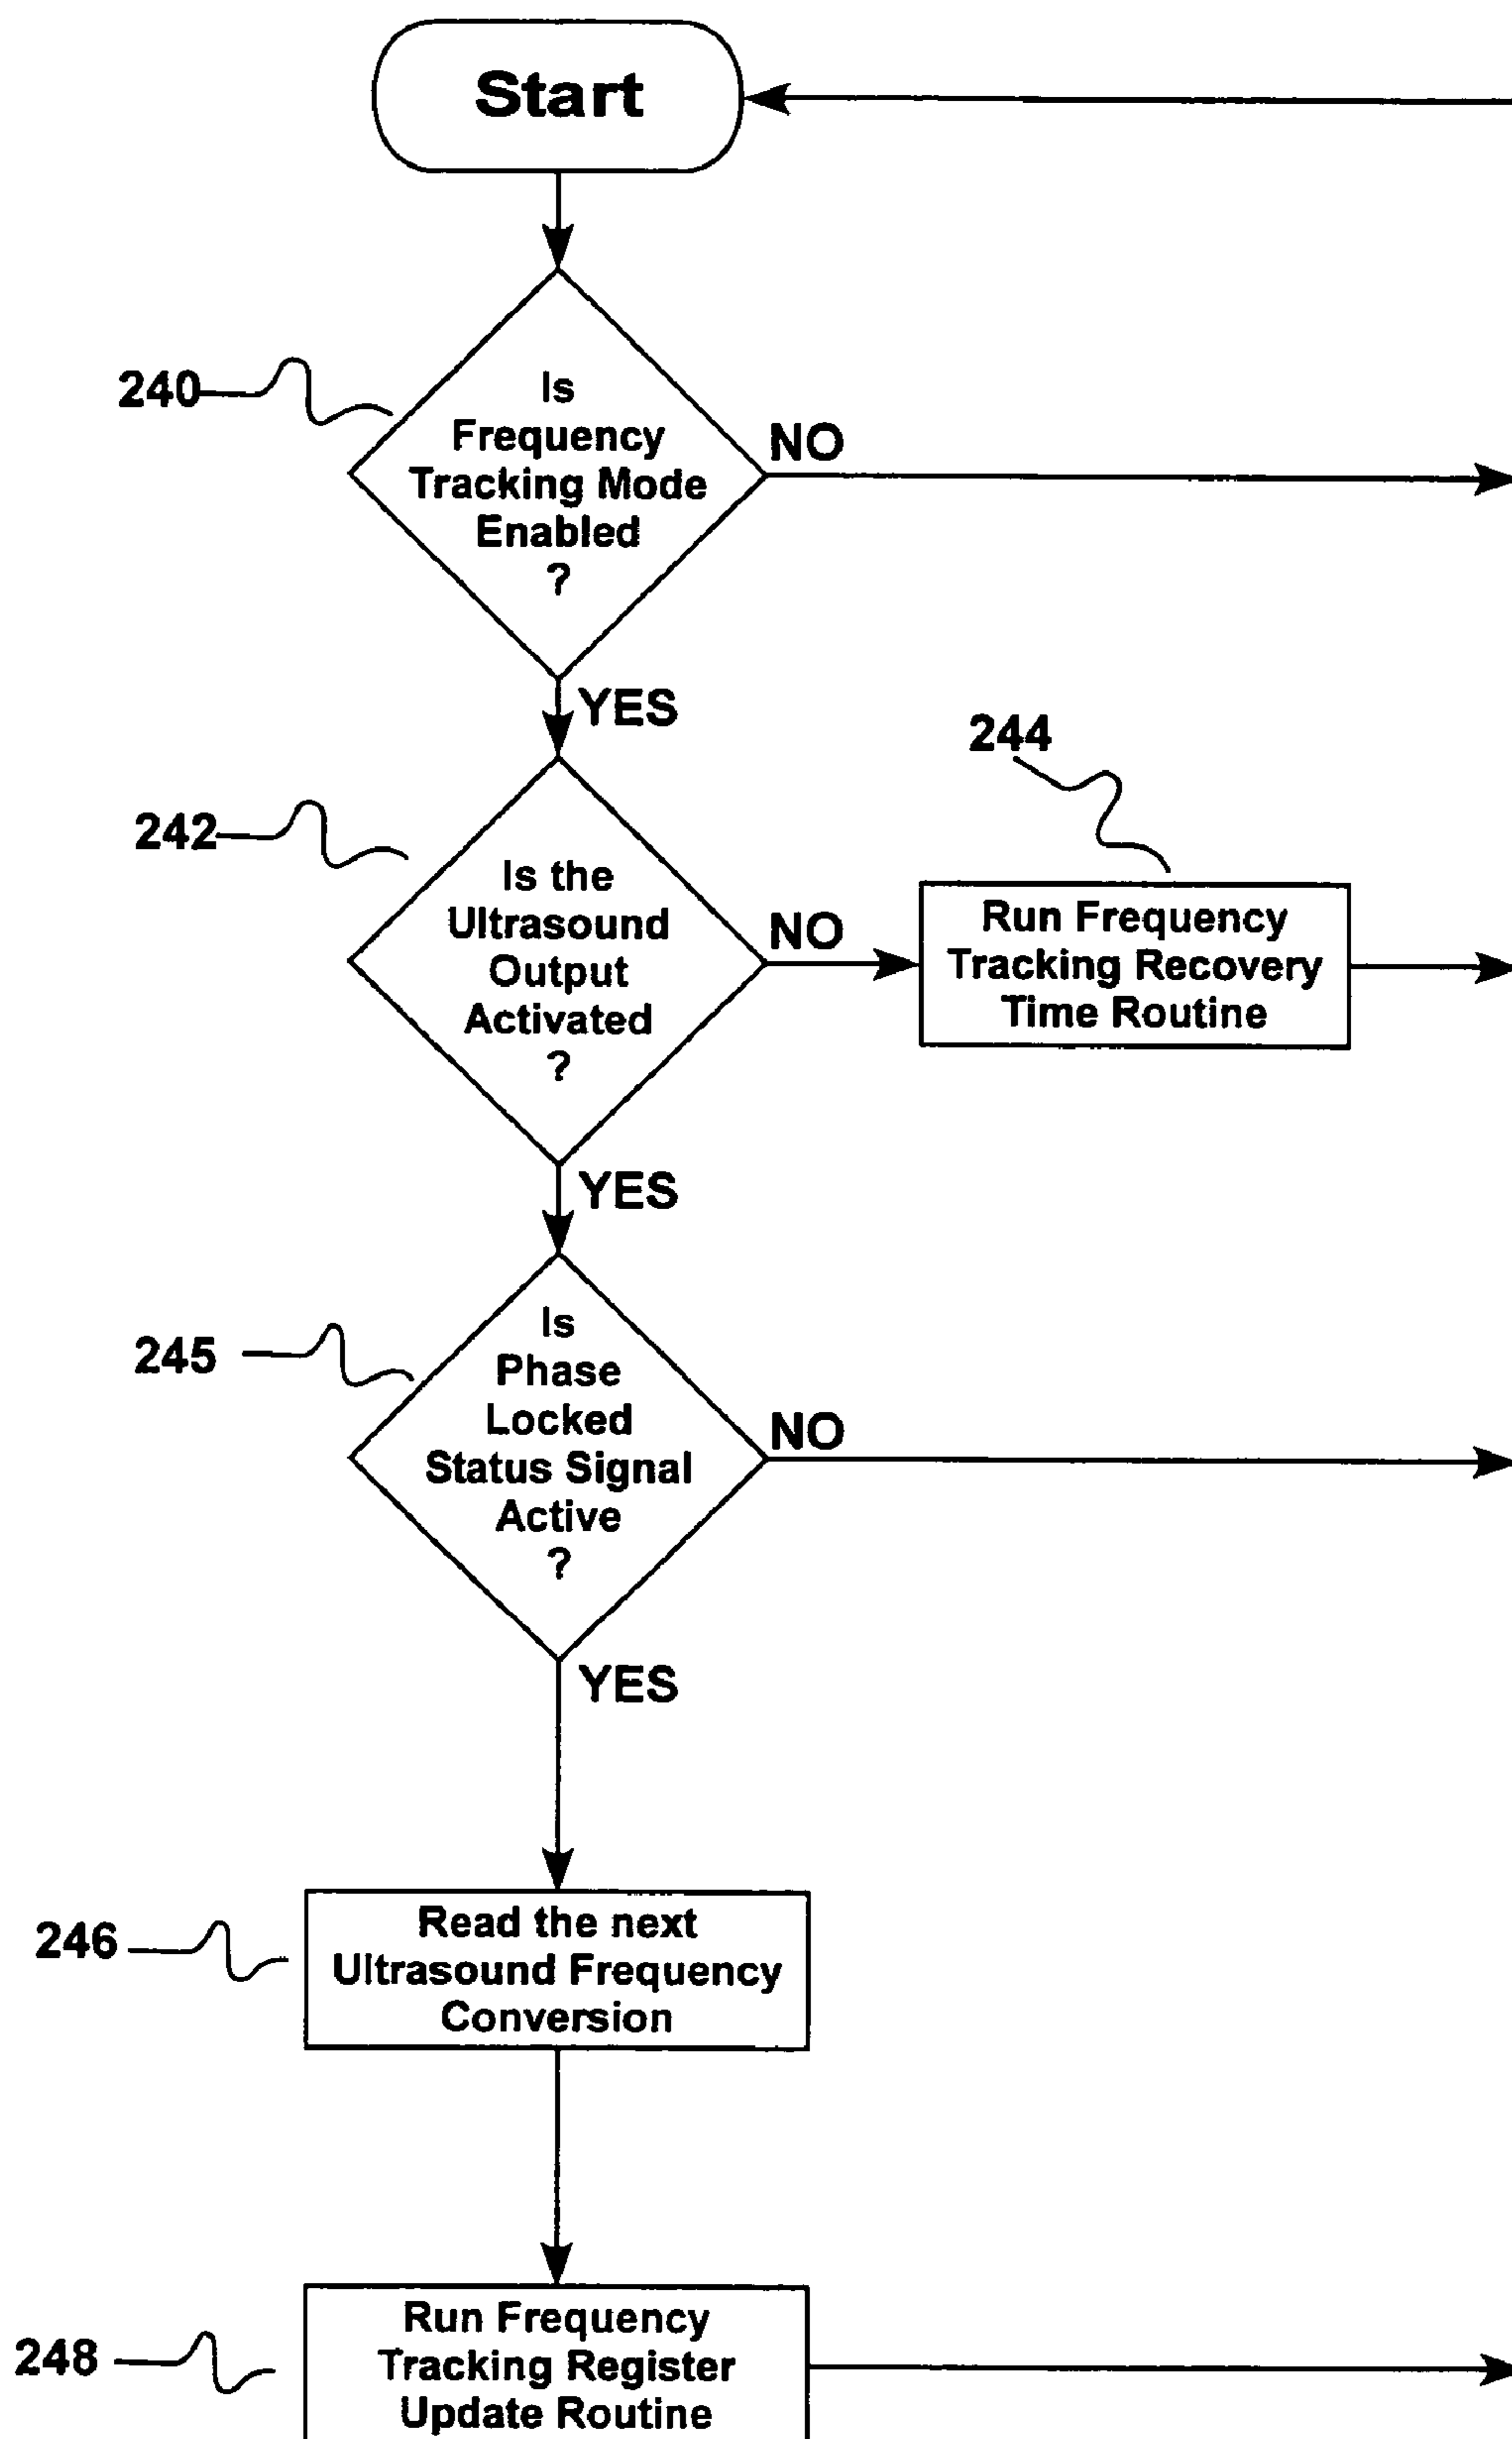 Start
240
Is
Frequency
Tracking Mode
Enabled
?
NO
YES
244
242
Is the
Ultrasound
Output
Activated
?
NO
Run Frequency
Tracking Recovery
Time Routine
YES
245
Is
Phase
Locked
Status Signal
Active
?
NO
YES
246
Read the next
Ultrasound Frequency
Conversion
248
Run Frequency
Tracking Register
Update Routine